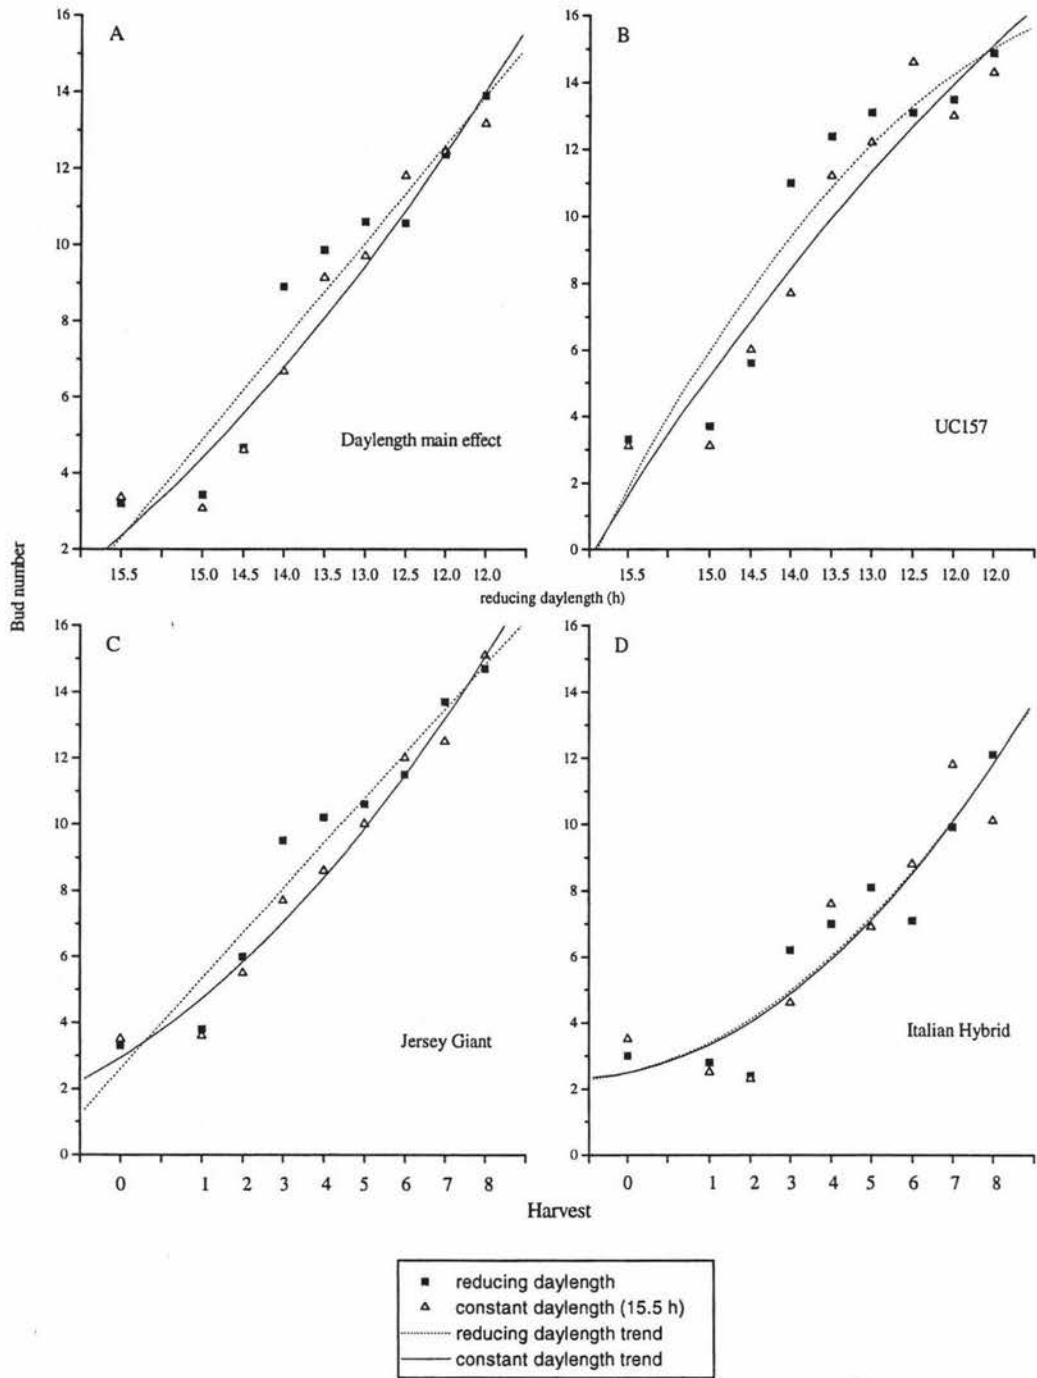 A
16
14
12
10
8
6
4
2
Daylength main effect
15.5 15.0 14.5 14.0 13.5 13.0 12.5 12.0 12.0
B
16
14
12
10
8
6
4
2
0
UC157
15.5 15.0 14.5 14.0 13.5 13.0 12.5 12.0 12.0
reducing daylength (h)
Bud number
C
16
14
12
10
8
6
4
2
0
Jersey Giant
0 1 2 3 4 5 6 7 8
D
16
14
12
10
8
6
4
2
0
Italian Hybrid
0 1 2 3 4 5 6 7 8
Harvest
reducing daylength
constant daylength (15.5 h)
reducing daylength trend
constant daylength trend